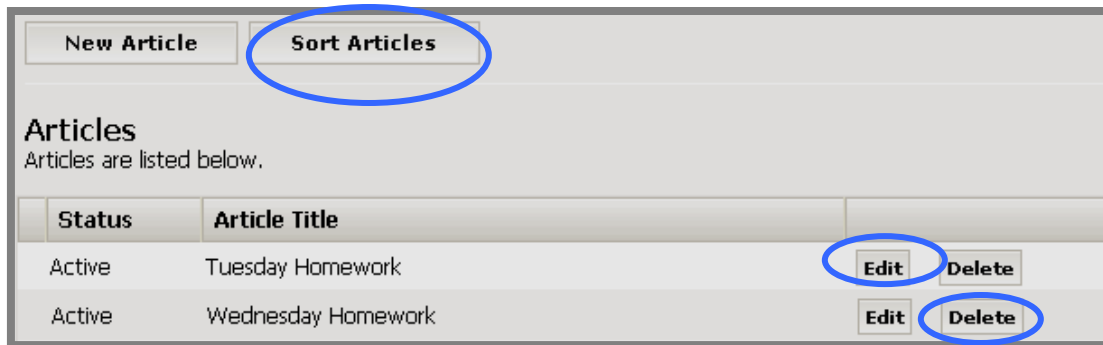 New Article Sort Articles
Articles
Articles are listed below.
Status Article Title
Active Tuesday Homework Edit Delete
Active Wednesday Homework Edit Delete